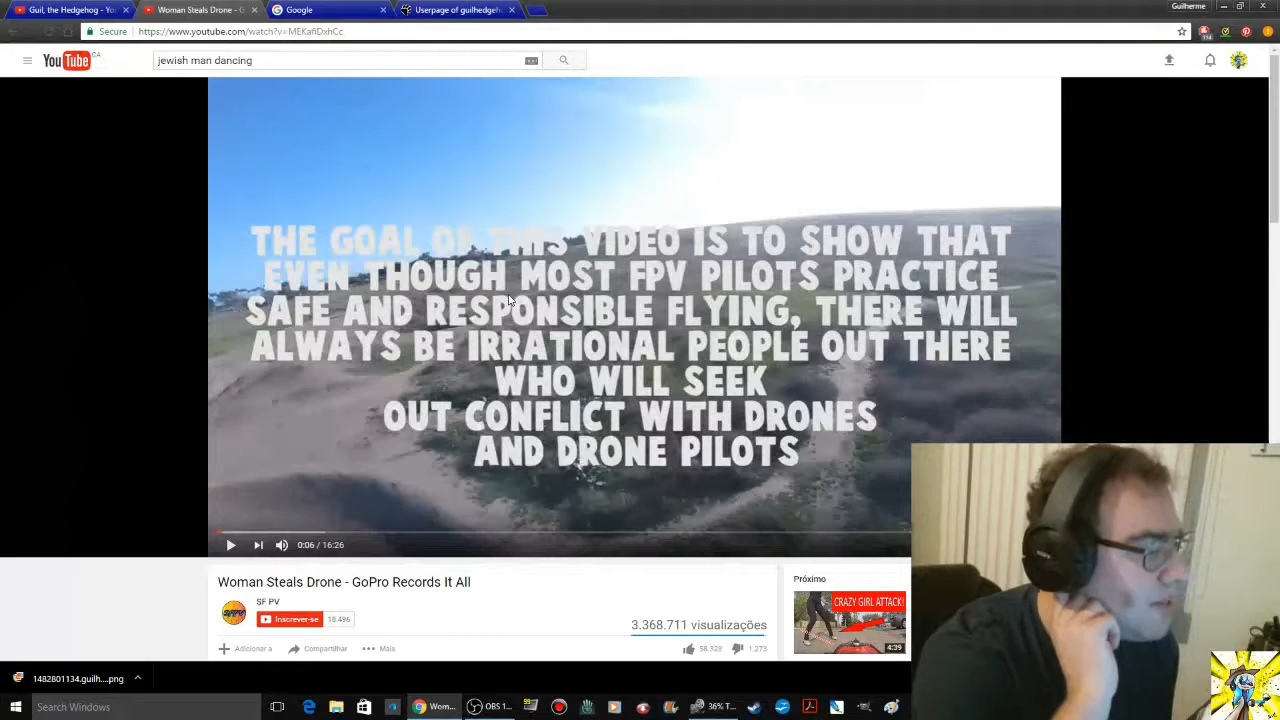 Guil, the Hedgehog - Yo
Woman Steals Drone - G
Google
Userpage of guilhedgeh
Guilherme
Secure
https://www.youtube.com/watch?v=MEKafiDxhCc
114
YouTube CA
jewish man dancing
THE GOAL OF THIS VIDEO IS TO SHOW THAT
EVEN THOUGH MOST FPV PILOTS PRACTICE
SAFE AND RESPONSIBLE FLYING, THERE WILL
ALWAYS BE IRRATIONAL PEOPLE OUT THERE
WHO WILL SEEK
OUT CONFLICT WITH DRONES
AND DRONE PILOTS
0:06 / 16:26
Woman Steals Drone - GoPro Records It All
SF PV
Inscrever-se
18.496
3.368.711 visualizações
Adicionar a
Compartilhar
Mais
58.328
1.273
Próximo
CRAZY GIRL ATTACK!
4:39
SONY
1482801134.guilh....png
Search Windows
Wom...
OBS 1...
36% T...